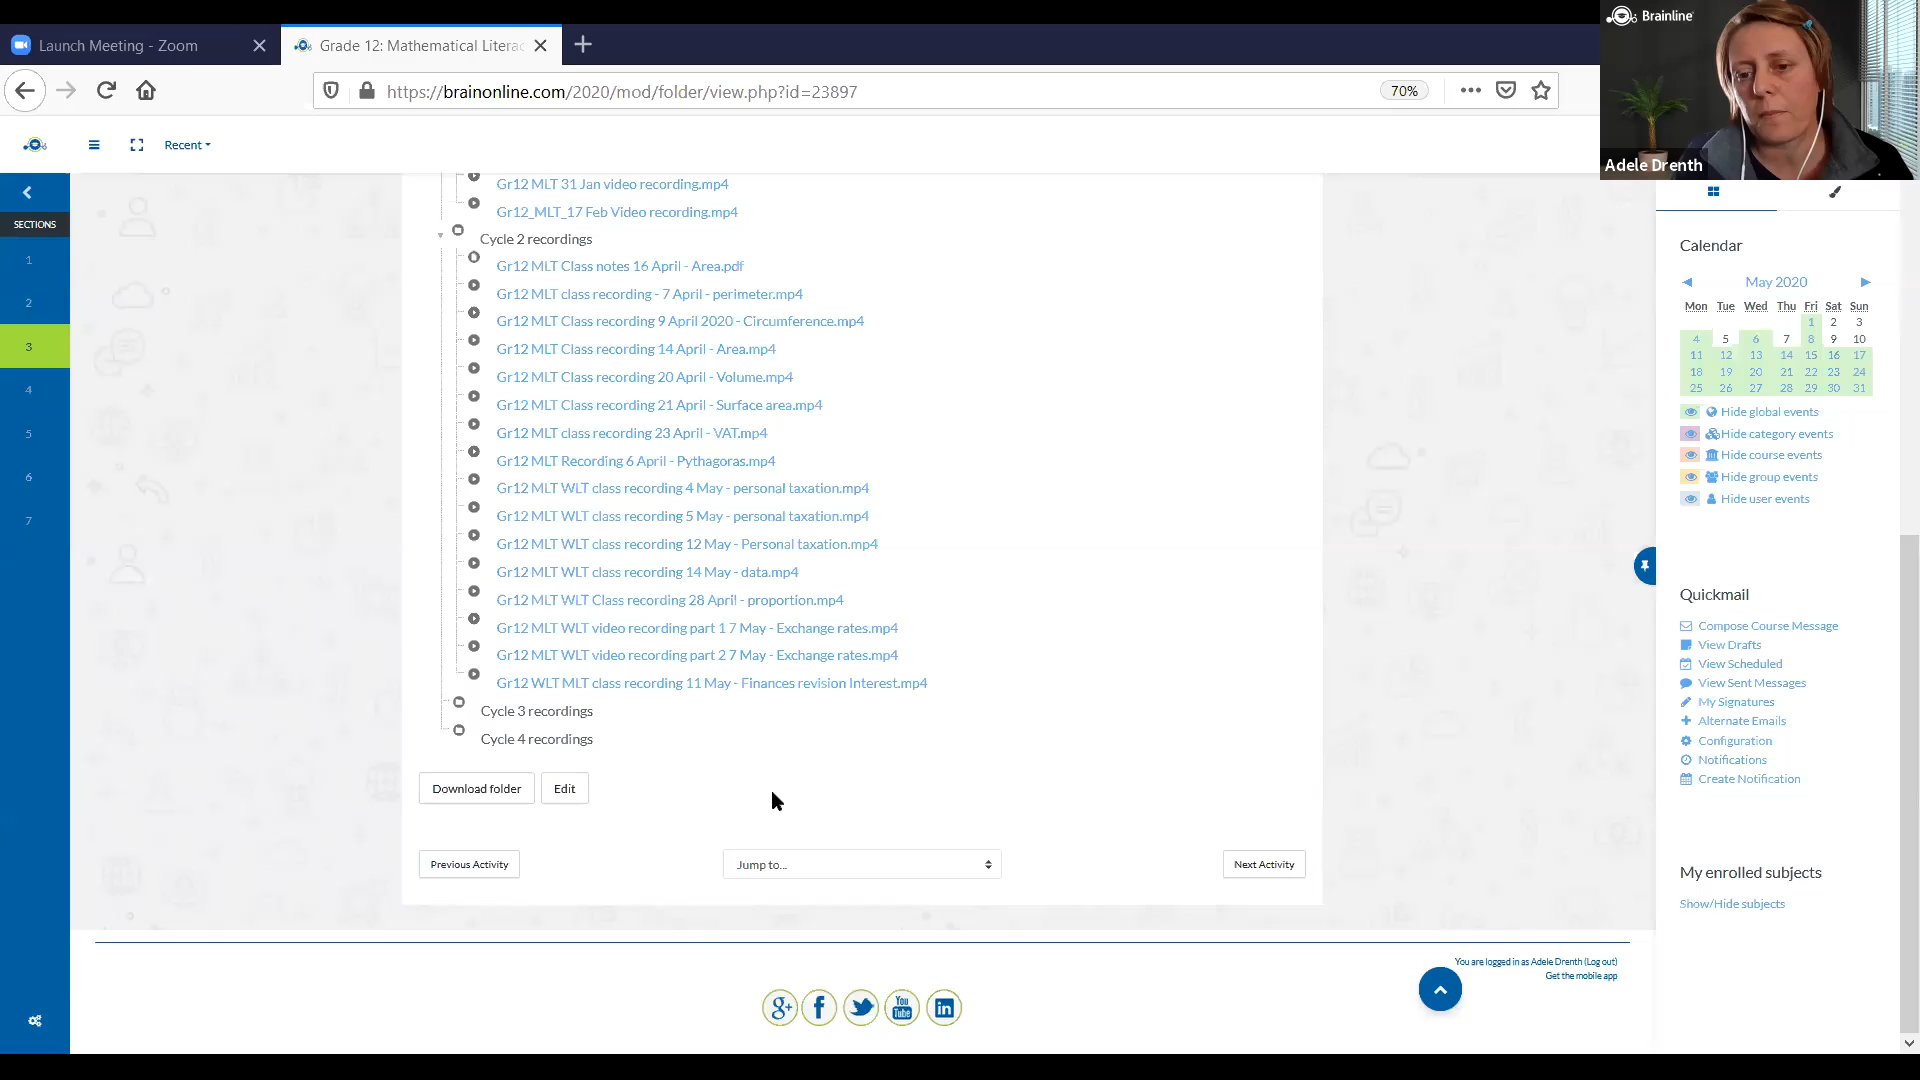 Launch Meeting - Zoom
Grade 12: Mathematical Literac
https://brainonline.com/2020/mod/folder/view.php?id=23897
70%
Brainline
Adele Drenth
Recent
SECTIONS
1
2
3
4
5
6
7
Gr12 MLT 31 Jan video recording.mp4
Gr12_MLT_17 Feb Video recording.mp4
Cycle 2 recordings
Gr12 MLT Class notes 16 April - Area.pdf
Gr12 MLT class recording - 7 April - perimeter.mp4
Gr12 MLT Class recording 9 April 2020 - Circumference.mp4
Gr12 MLT Class recording 14 April - Area.mp4
Gr12 MLT Class recording 20 April - Volume.mp4
Gr12 MLT Class recording 21 April - Surface area.mp4
Gr12 MLT class recording 23 April - VAT.mp4
Gr12 MLT Recording 6 April - Pythagoras.mp4
Gr12 MLT WLT class recording 4 May - personal taxation.mp4
Gr12 MLT WLT class recording 5 May - personal taxation.mp4
Gr12 MLT WLT class recording 12 May - Personal taxation.mp4
Gr12 MLT WLT class recording 14 May - data.mp4
Gr12 MLT WLT Class recording 28 April - proportion.mp4
Gr12 MLT WLT video recording part 1 7 May - Exchange rates.mp4
Gr12 MLT WLT video recording part 2 7 May - Exchange rates.mp4
Gr12 WLT MLT class recording 11 May - Finances revision Interest.mp4
Cycle 3 recordings
Cycle 4 recordings
Download folder
Edit
Previous Activity
Jump to...
Next Activity
Calendar
May 2020
Mon Tue Wed Thu Fri Sat Sun
1 2 3
4 5 6 7 8 9 10
11 12 13 14 15 16 17
18 19 20 21 22 23 24
25 26 27 28 29 30 31
Hide global events
Hide category events
Hide course events
Hide group events
Hide user events
Quickmail
Compose Course Message
View Drafts
View Scheduled
View Sent Messages
My Signatures
Alternate Emails
Configuration
Notifications
Create Notification
My enrolled subjects
Show/Hide subjects
You are logged in as Adele Drenth (Log out)
Get the mobile app
g+
f
You
Tube
in